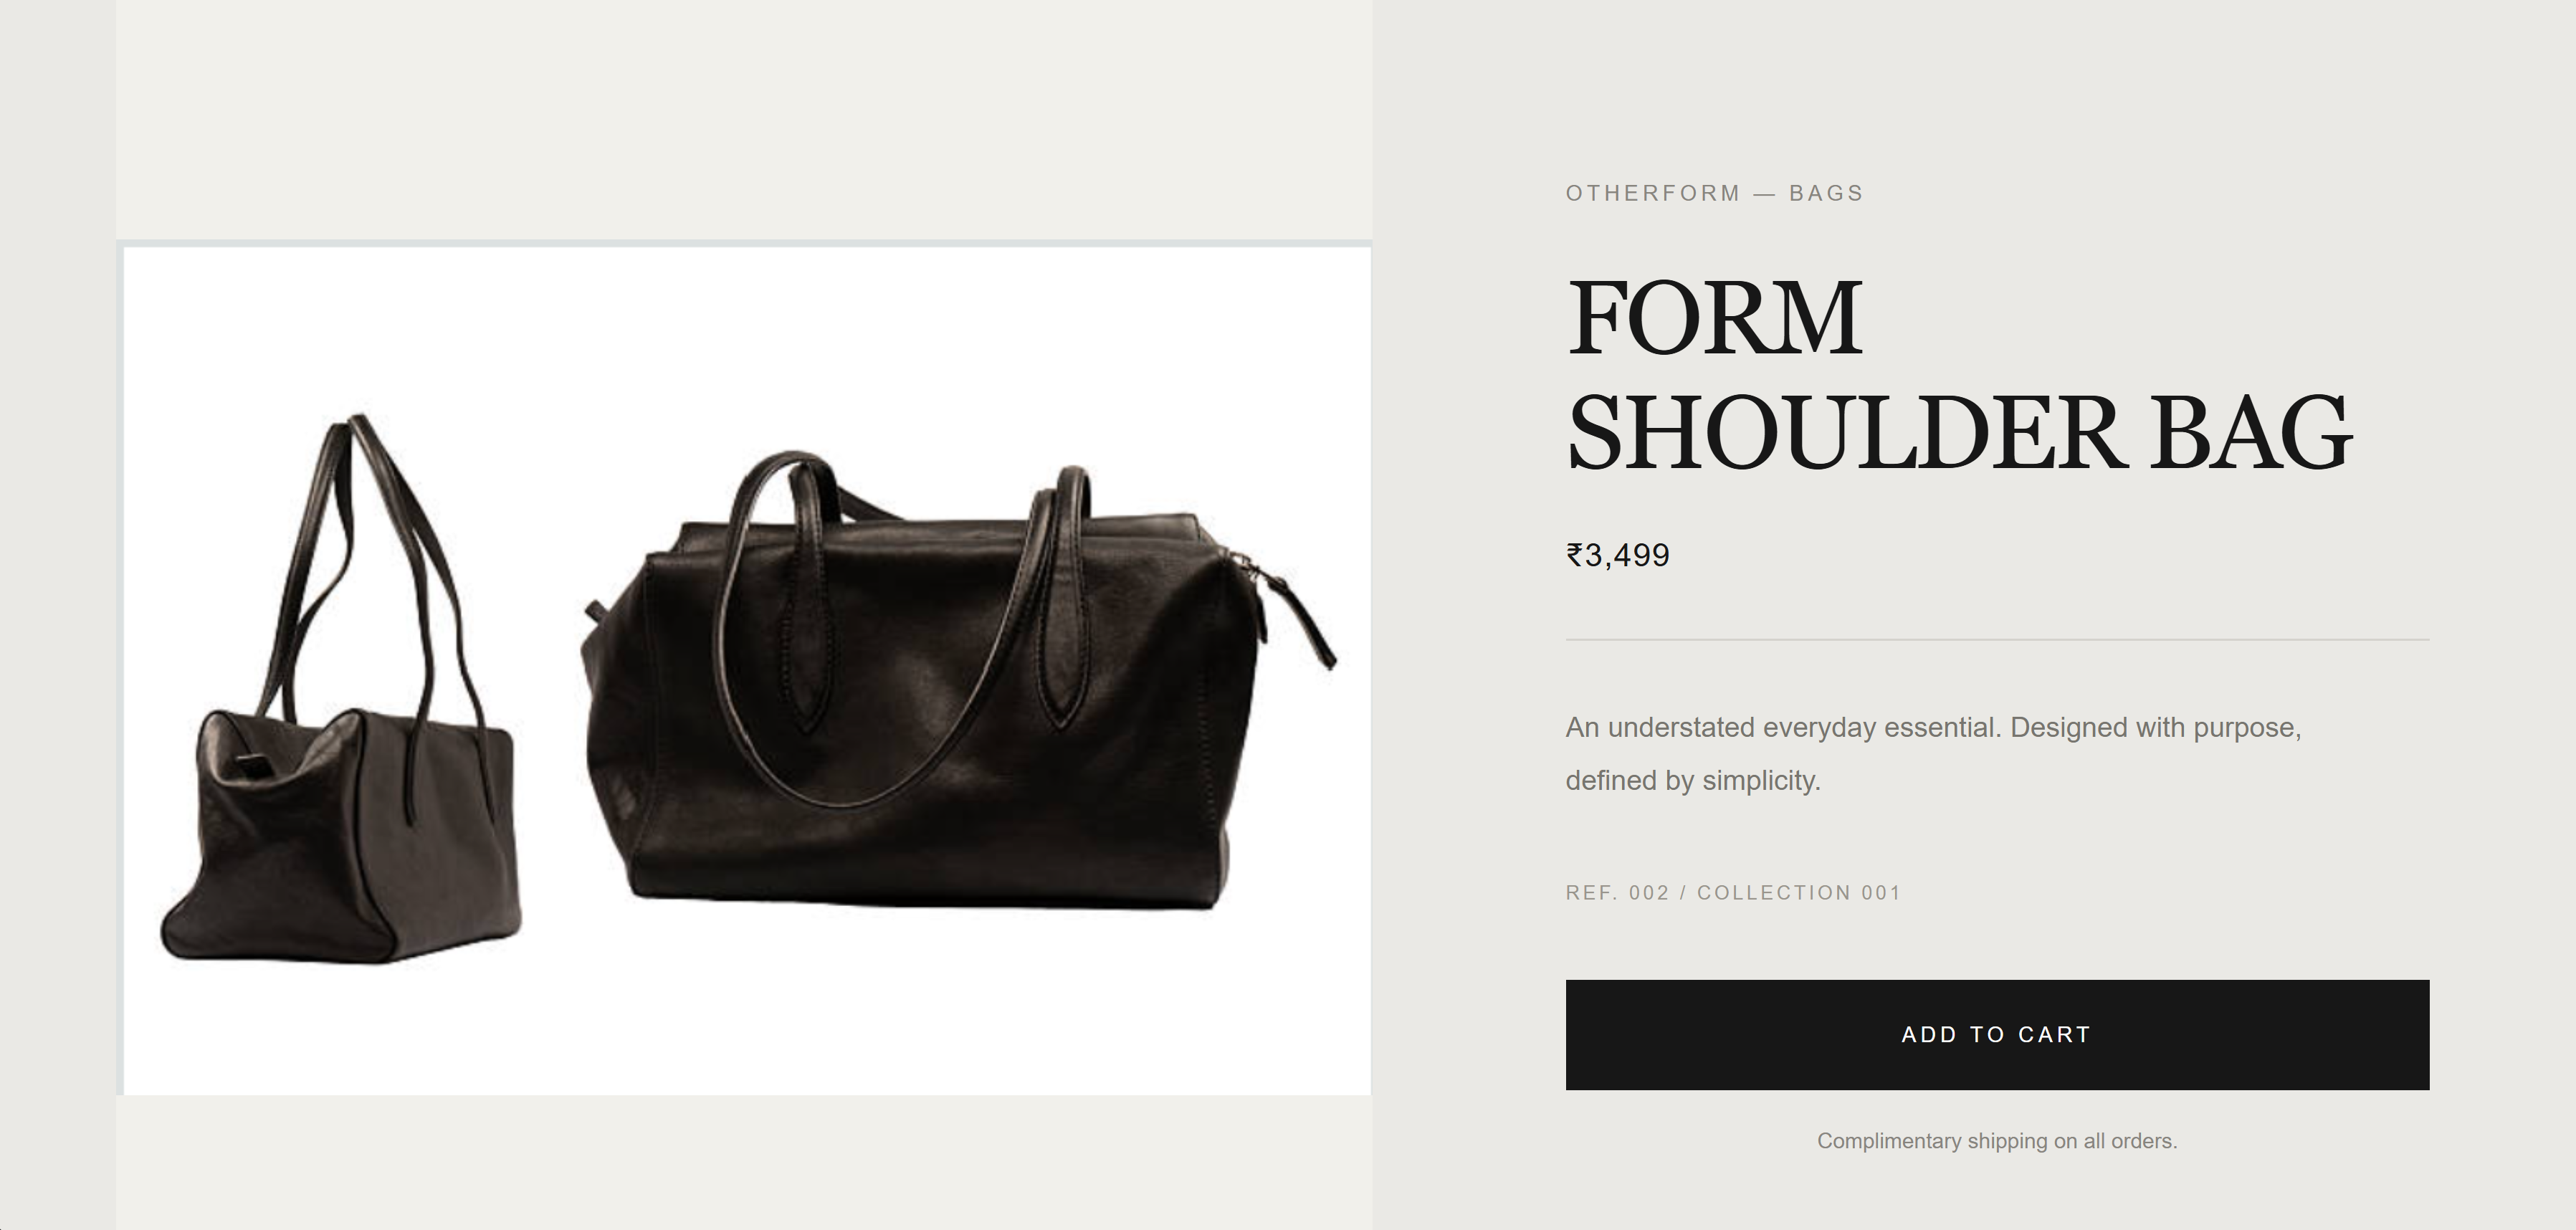 OTHERFORM — BAGS
FORM
SHOULDER BAG
₹3,499
An understated everyday essential. Designed with purpose,
defined by simplicity.
REF. 002 / COLLECTION 001
ADD TO CART
Complimentary shipping on all orders.